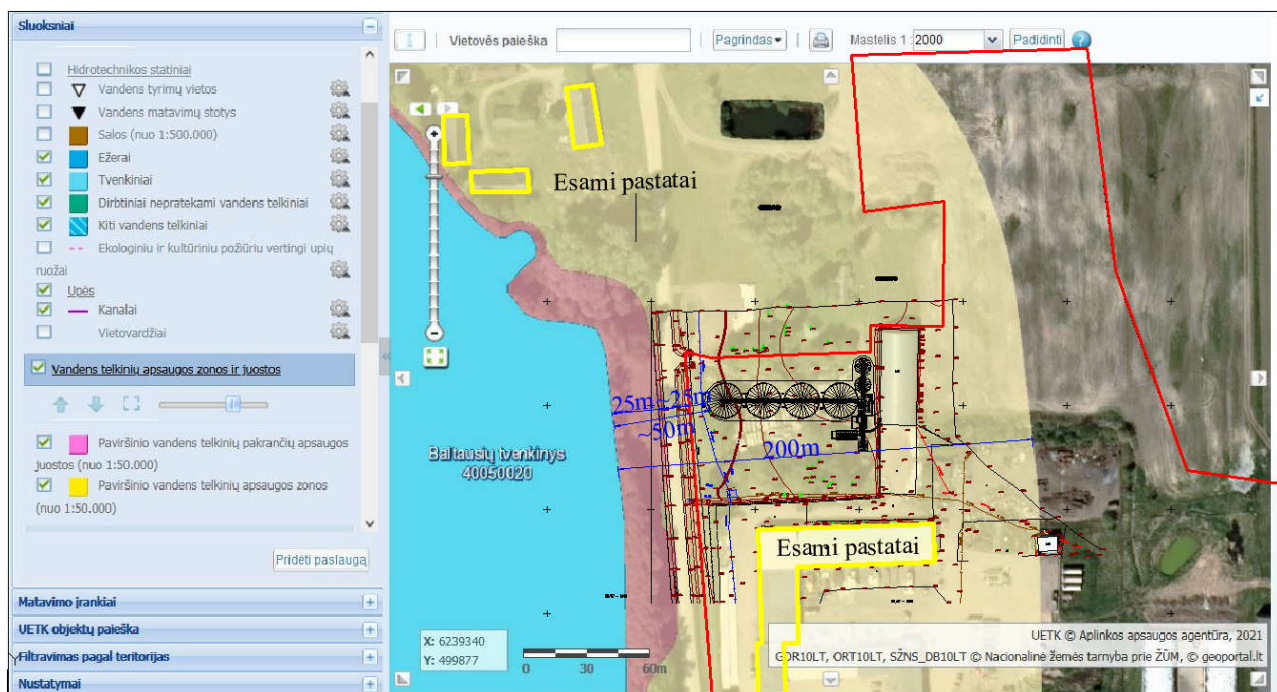 Sluoksniai
Hidrotechnikos statiniai
Vandens tyrimų vietos
Vandens matavimų stotys
Salos (nuo 1:500.000)
Ežerai
Tvenkiniai
Dirbtiniai nepratekami vandens telkiniai
Kiti vandens telkiniai
Ekologiniu ir kultūriniu požiūriu vertingi upių
ruožai
Upės
Kanalai
Vietovardžiai
Vandens telkinių apsaugos zonos ir juostos
Paviršinio vandens telkinių pakrančių apsaugos
juostos (nuo 1:50.000)
Paviršinio vandens telkinių apsaugos zonos
(nuo 1:50.000)
Pridėti paslaugą
Matavimo įrankiai
UETK objektų paieška
Filtravimas pagal teritorijas
Nustatymai
Vietovės paieška
Pagrindas
Mastelis 1: 2000
Padidinti
Esami pastatai
25m ~25m
~50m
200m
Baltausių tvenkinys
40050020
Esami pastatai
X: 6239340
Y: 499877
0 30 60m
UETK © Aplinkos apsaugos agentūra, 2021
GDR10LT, ORT10LT, SŽNS_DB10LT © Nacionalinė žemės tarnyba prie ŽŪM, © geoportal.lt